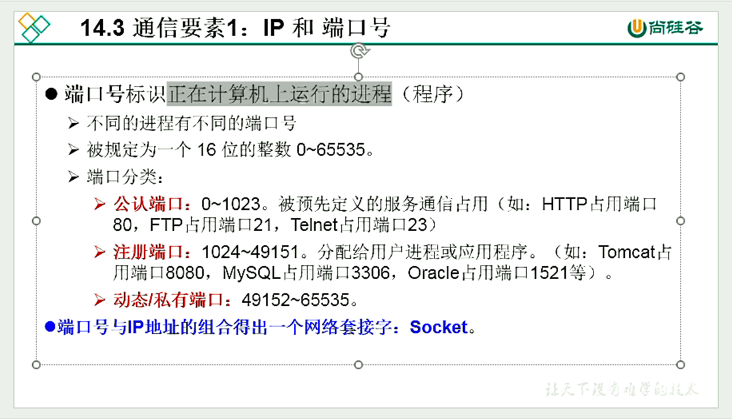 14.3 通信要素1：IP 和 端口号
尚硅谷
端口号标识正在计算机上运行的进程（程序）
不同的进程有不同的端口号
被规定为一个 16 位的整数 0~65535。
端口分类：
公认端口：0~1023。被预先定义的服务通信占用（如：HTTP占用端口
80，FTP占用端口21，Telnet占用端口23）
注册端口：1024~49151。分配给用户进程或应用程序。（如：Tomcat占
用端口8080，MySQL占用端口3306，Oracle占用端口1521等）。
动态/私有端口：49152~65535。
端口号与IP地址的组合得出一个网络套接字：Socket。
让天下没有难学的技术